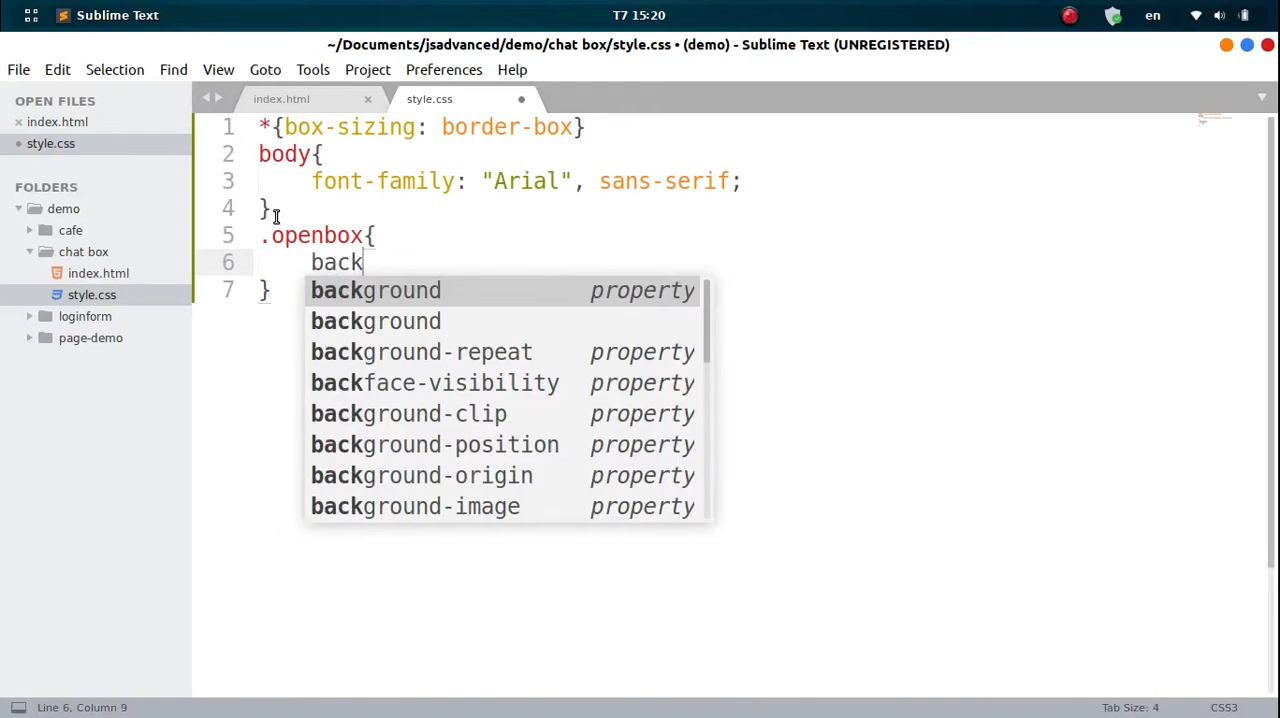 Sublime Text
T7 15:20
en
~/Documents/jsadvanced/demo/chat box/style.css • (demo) - Sublime Text (UNREGISTERED)
File Edit Selection Find View Goto Tools Project Preferences Help
OPEN FILES
index.html
style.css
FOLDERS
demo
cafe
chat box
index.html
style.css
loginform
page-demo
index.html
style.css
1 *{box-sizing: border-box}
2 body{
3 font-family: "Arial", sans-serif;
4 }
5 .openbox{
6 back
7 }
background property
background
background-repeat property
backface-visibility property
background-clip property
background-position property
background-origin property
background-image property
Line 6, Column 9
Tab Size: 4
CSS3